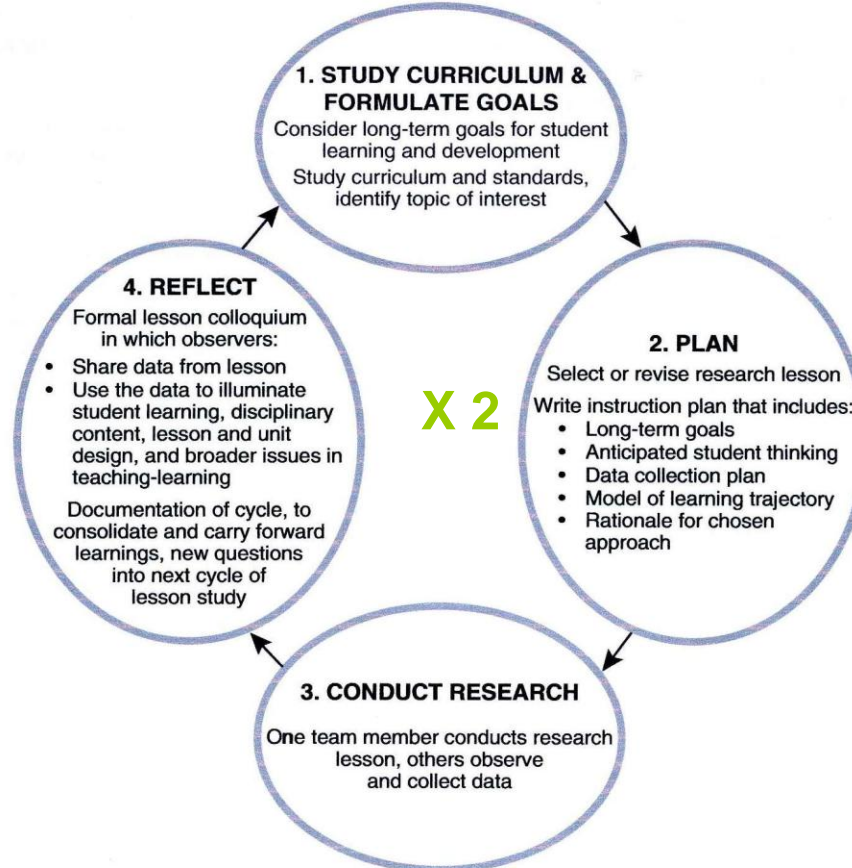 1. STUDY CURRICULUM &
FORMULATE GOALS
Consider long-term goals for student
learning and development
Study curriculum and standards,
identify topic of interest
2. PLAN
Select or revise research lesson
Write instruction plan that includes:
• Long-term goals
• Anticipated student thinking
• Data collection plan
• Model of learning trajectory
• Rationale for chosen
approach
3. CONDUCT RESEARCH
One team member conducts research
lesson, others observe
and collect data
4. REFLECT
Formal lesson colloquium
in which observers:
• Share data from lesson
• Use the data to illuminate
student learning, disciplinary
content, lesson and unit
design, and broader issues in
teaching-learning
Documentation of cycle, to
consolidate and carry forward
learnings, new questions
into next cycle of
lesson study
X 2